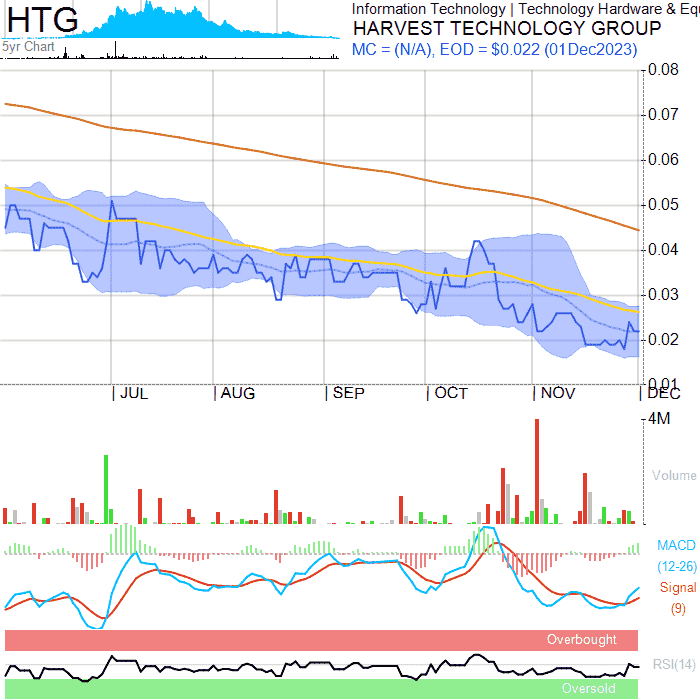 HTG
Information Technology | Technology Hardware & Equ
HARVEST TECHNOLOGY GROUP
5yr Chart
MC = (N/A), EOD = $0.022 (01Dec2023)
0.08
0.07
0.06
0.05
0.04
0.03
0.02
0.01
| JUL | AUG | SEP | OCT | NOV | DEC
4M
Volume
MACD
(12-26)
Signal
(9)
Overbought
RSI(14)
Oversold